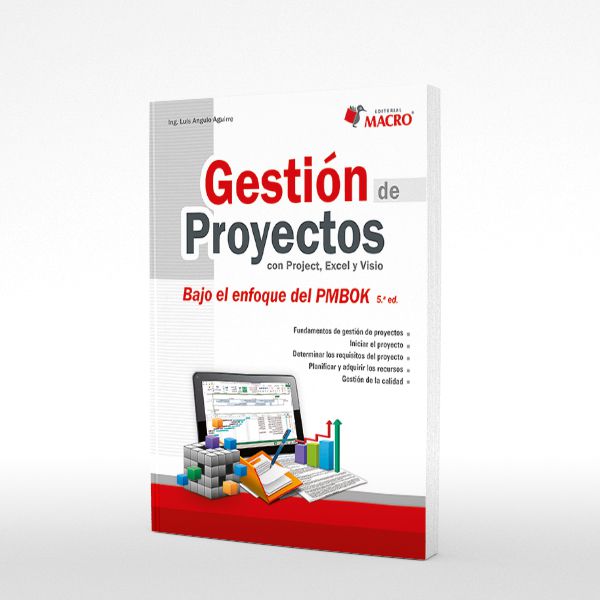 Ing. Luis Angulo Aguirre
EDITORIAL
MACRO
Gestión de
Proyectos
con Project, Excel y Visio
Bajo el enfoque del PMBOK 5.ª ed.
Fundamentos de gestión de proyectos
Iniciar el proyecto
Determinar los requisitos del proyecto
Planificar y adquirir los recursos
Gestión de la calidad